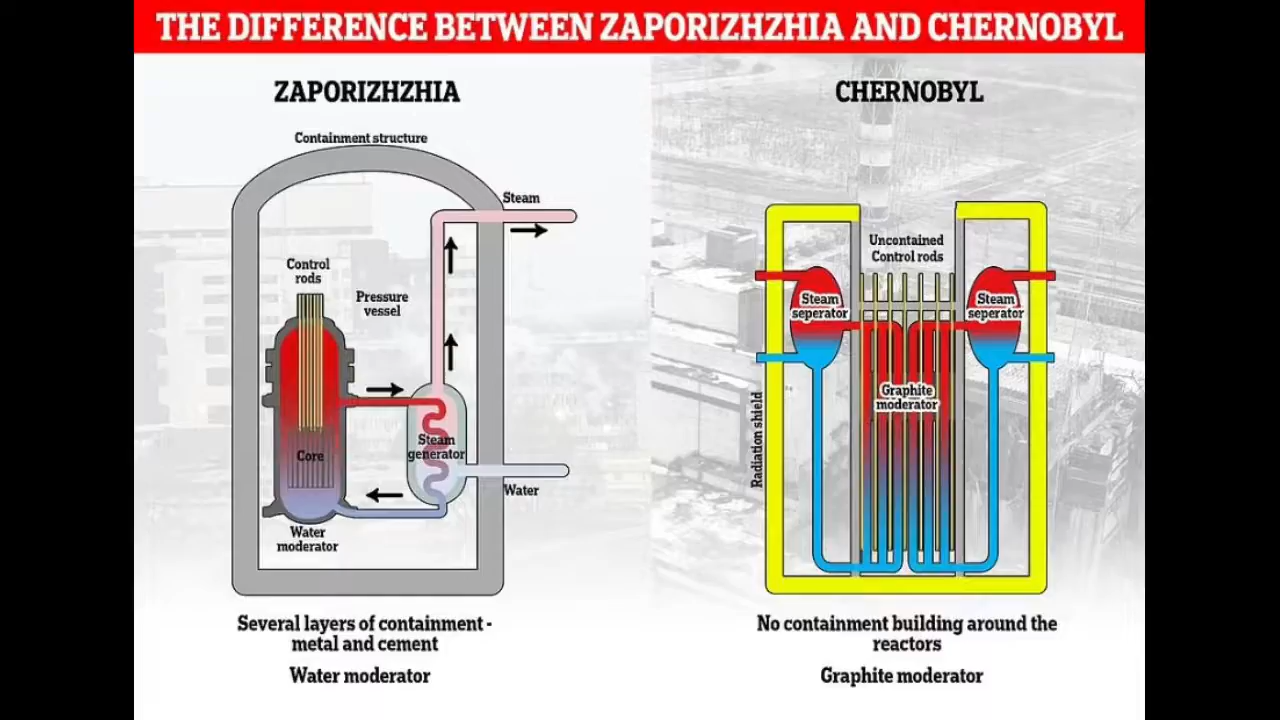 THE DIFFERENCE BETWEEN ZAPORIZHZHIA AND CHERNOBYL
ZAPORIZHZHIA
Containment structure
Steam
Control
rods
Pressure
vessel
Steam
generator
Core
Water
Water
moderator
Several layers of containment -
metal and cement
Water moderator
CHERNOBYL
Uncontained
Control rods
Steam
seperator
Steam
seperator
Graphite
moderator
Radiation shield
No containment building around the
reactors
Graphite moderator